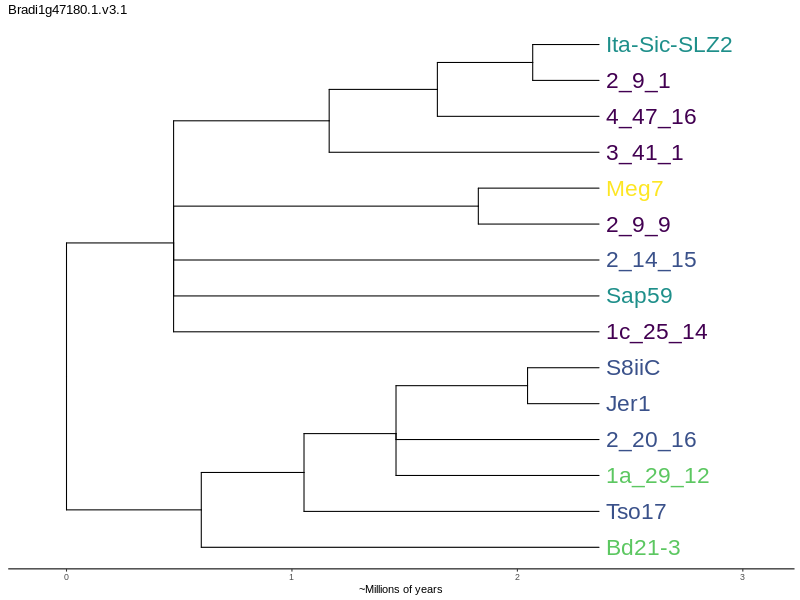 Bradi1g47180.1.v3.1
Ita-Sic-SLZ2
2_9_1
4_47_16
3_41_1
Meg7
2_9_9
2_14_15
Sap59
1c_25_14
S8iiC
Jer1
2_20_16
1a_29_12
Tso17
Bd21-3
0 1 2 3
~Millions of years